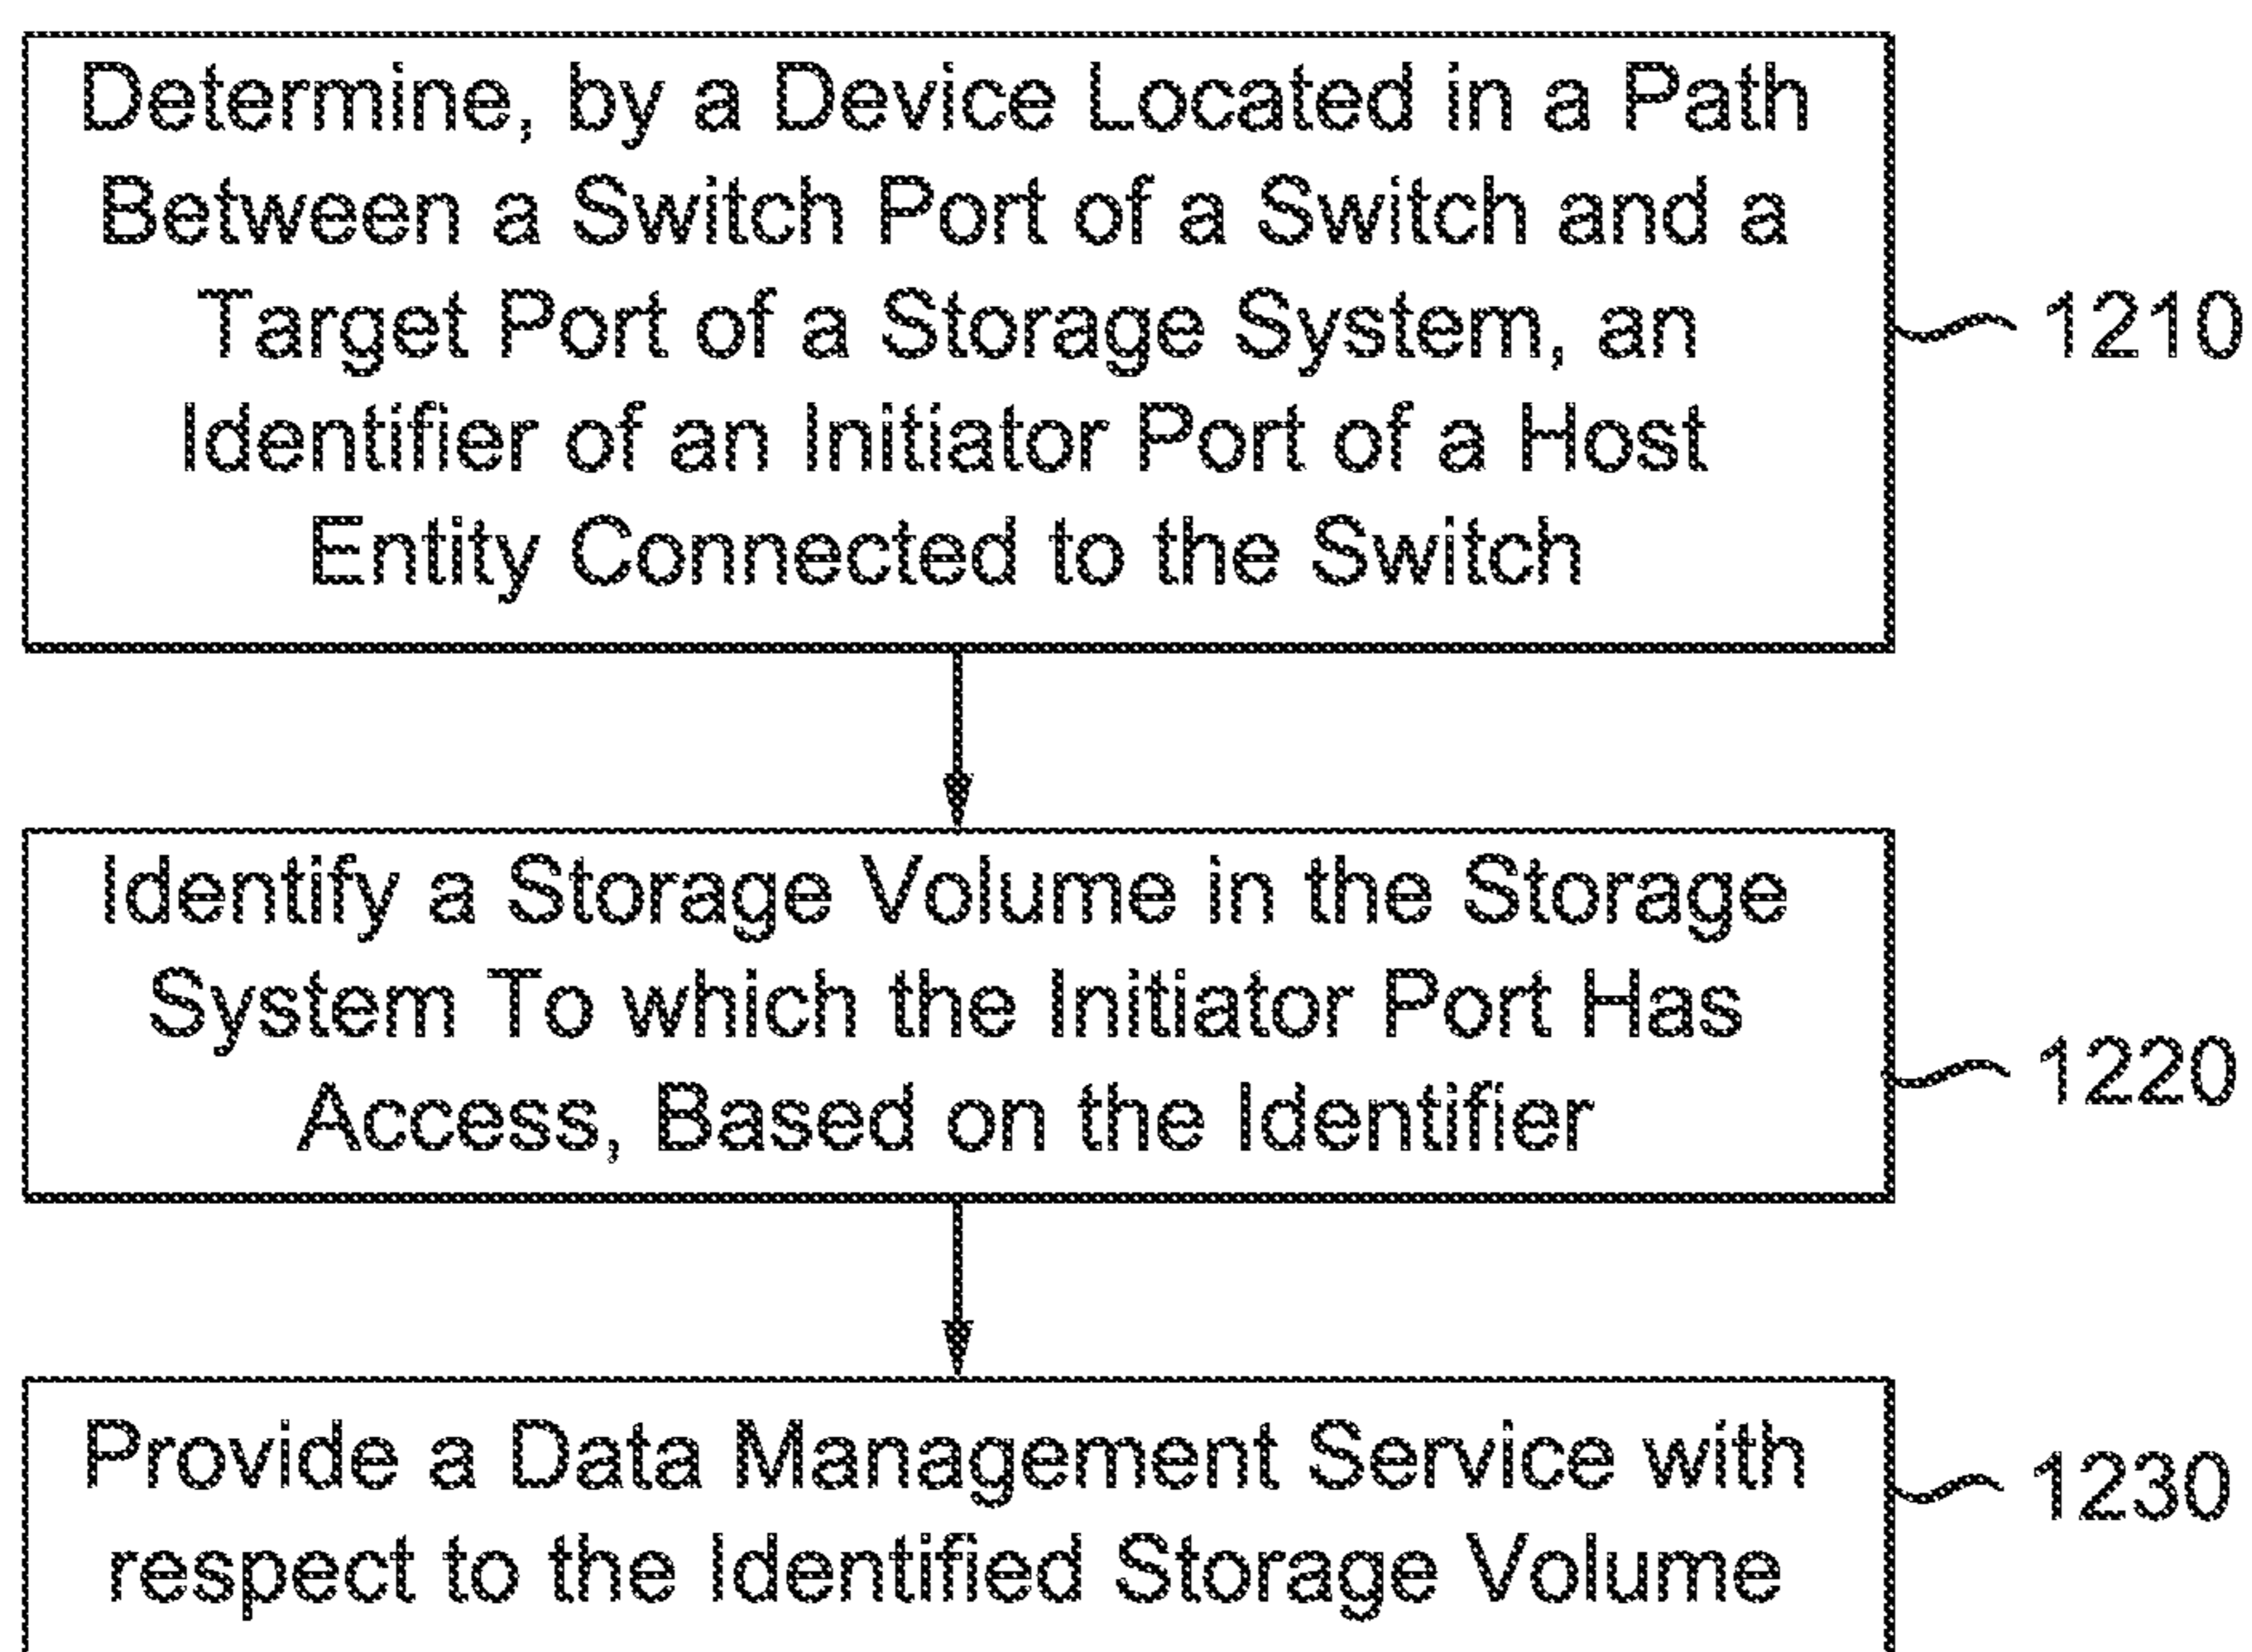 Determine, by a Device Located in a Path
Between a Switch Port of a Switch and a
Target Port of a Storage System, an
Identifier of an Initiator Port of a Host
Entity Connected to the Switch
1210
Identify a Storage Volume in the Storage
System To which the Initiator Port Has
Access, Based on the Identifier
1220
Provide a Data Management Service with
respect to the Identified Storage Volume
1230